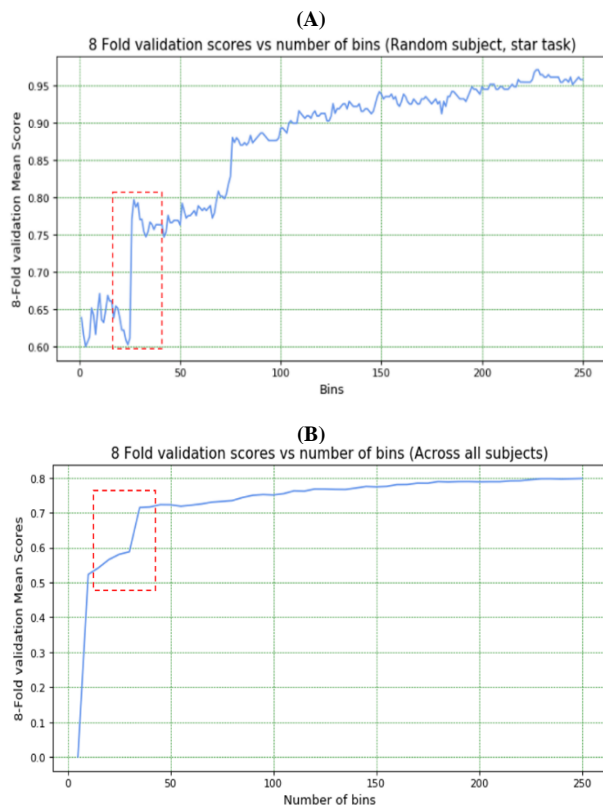 (A)
8 Fold validation scores vs number of bins (Random subject, star task)
8-Fold validation Mean Score
0.95
0.90
0.85
0.80
0.75
0.70
0.65
0.60
0 50 100 150 200 250
Bins
(B)
8 Fold validation scores vs number of bins (Across all subjects)
8-Fold validation Mean Scores
0.8
0.7
0.6
0.5
0.4
0.3
0.2
0.1
0.0
0 50 100 150 200 250
Number of bins